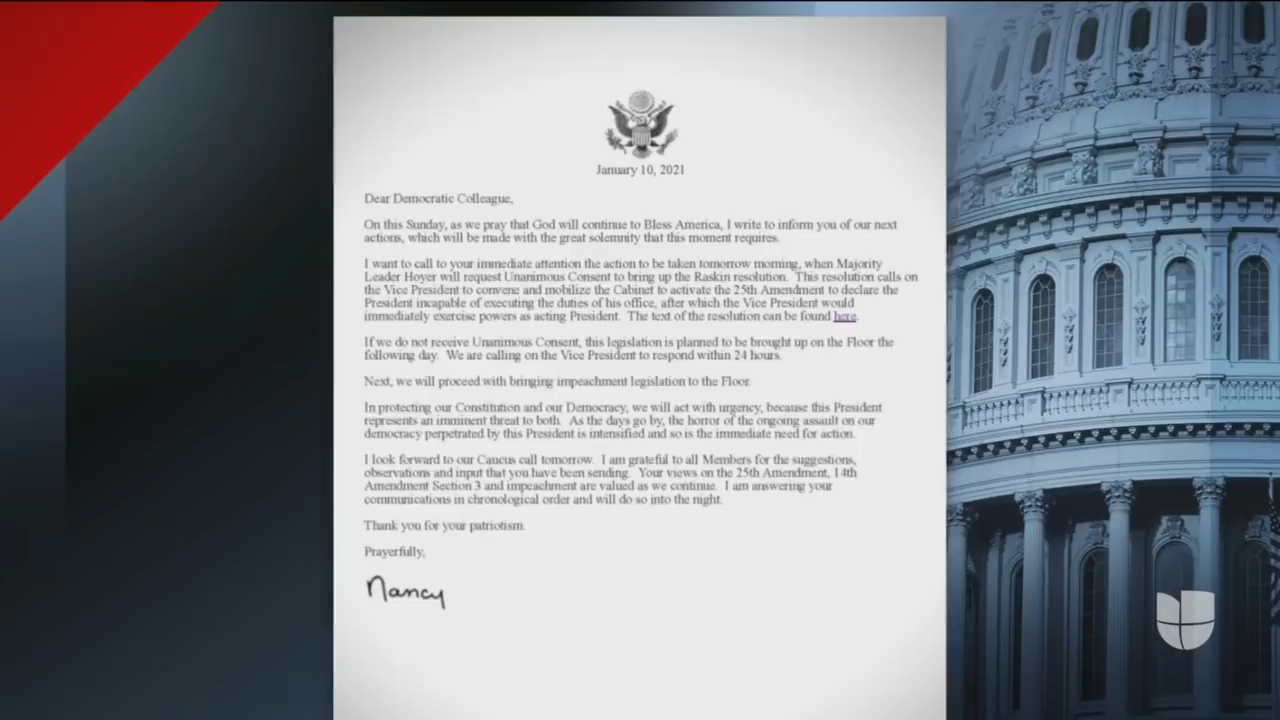 January 10, 2021
Dear Democratic Colleague,
On this Sunday, as we pray that God will continue to Bless America, I write to inform you of our next
actions, which will be made with the great solemnity that this moment requires.
I want to call to your immediate attention the action to be taken tomorrow morning, when Majority
Leader Hoyer will request Unanimous Consent to bring up the Raskin resolution. This resolution calls on
the Vice President to convene and mobilize the Cabinet to activate the 25th Amendment to declare the
President incapable of executing the duties of his office, after which the Vice President would
immediately exercise powers as acting President. The text of the resolution can be found here.
If we do not receive Unanimous Consent, this legislation is planned to be brought up on the Floor the
following day. We are calling on the Vice President to respond within 24 hours.
Next, we will proceed with bringing impeachment legislation to the Floor.
In protecting our Constitution and our Democracy, we will act with urgency, because this President
represents an imminent threat to both. As the days go by, the horror of the ongoing assault on our
democracy perpetrated by this President is intensified and so is the immediate need for action.
I look forward to our Caucus call tomorrow. I am grateful to all Members for the suggestions,
observations and input that you have been sending. Your views on the 25th Amendment, 14th
Amendment Section 3 and impeachment are valued as we continue. I am answering your
communications in chronological order and will do so into the night.
Thank you for your patriotism.
Prayerfully,
Nancy